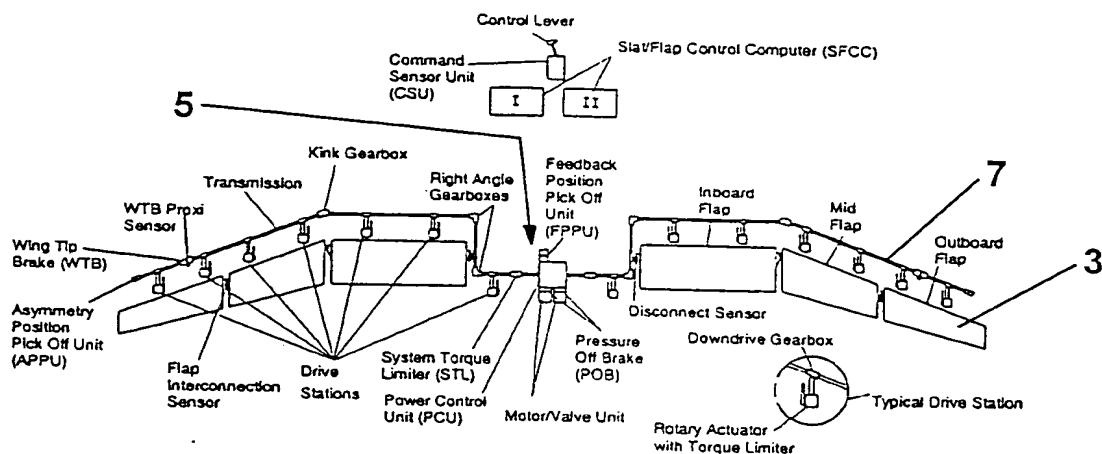 Control Lever
Slat/Flap Control Computer (SFCC)
Command
Sensor Unit
(CSU)
I
II
5
Kink Gearbox
Transmission
WTB Proxi
Sensor
Wing Tip
Brake (WTB)
Right Angle
Gearboxes
Feedback
Position
Pick Off
Unit
(FPPU)
Inboard
Flap
Mid
Flap
7
Outboard
Flap
3
Asymmetry
Position
Pick Off Unit
(APPU)
Flap
Interconnection
Sensor
Drive
Stations
System Torque
Limiter (STL)
Power Control
Unit (PCU)
Motor/Valve Unit
Pressure
Off Brake
(POB)
Disconnect Sensor
Downdrive Gearbox
Typical Drive Station
Rotary Actuator
with Torque Limiter